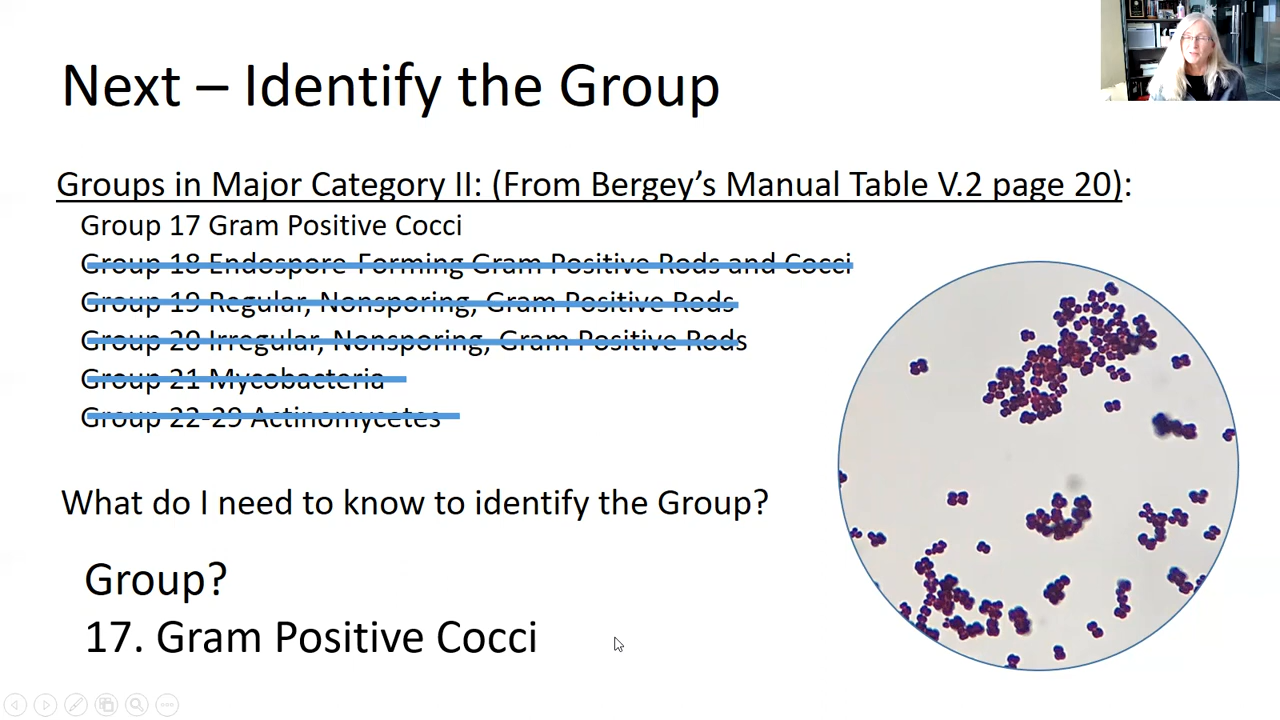 Next – Identify the Group
Groups in Major Category II: (From Bergey's Manual Table V.2 page 20):
Group 17 Gram Positive Cocci
Group 18 Endospore-Forming Gram Positive Rods and Cocci
Group 19 Regular, Nonsporing, Gram Positive Rods
Group 20 Irregular, Nonsporing, Gram Positive Rods
Group 21 Mycobacteria
Group 22-29 Actinomycetes
What do I need to know to identify the Group?
Group?
17. Gram Positive Cocci